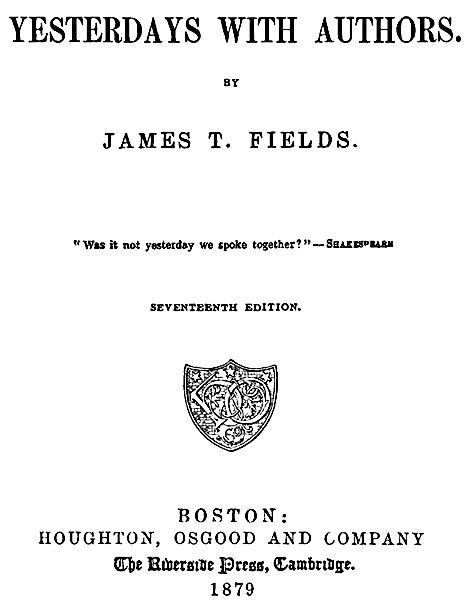 YESTERDAYS WITH AUTHORS.
BY
JAMES T. FIELDS.
"Was it not yesterday we spoke together?"—SHAKESPEARE
SEVENTEENTH EDITION.
BOSTON:
HOUGHTON, OSGOOD AND COMPANY
The Riverside Press, Cambridge.
1879